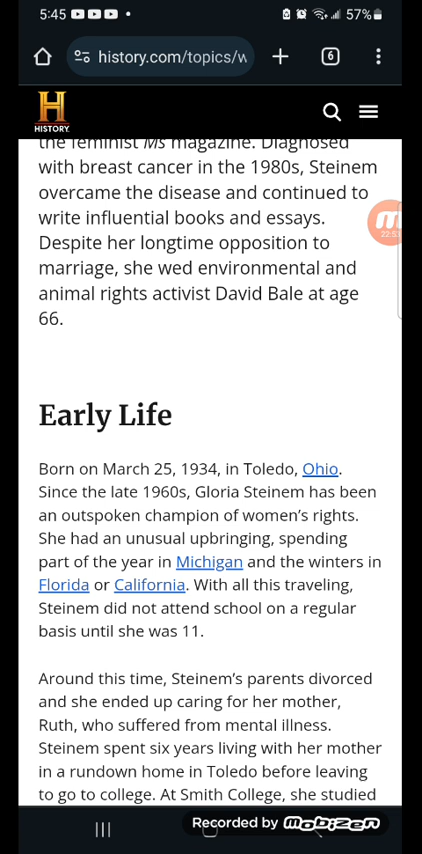 5:45
57%
history.com/topics/w
6
H
HISTORY
the feminist Ms magazine. Diagnosed
with breast cancer in the 1980s, Steinem
overcame the disease and continued to
write influential books and essays.
Despite her longtime opposition to
marriage, she wed environmental and
animal rights activist David Bale at age
66.
22:53
Early Life
Born on March 25, 1934, in Toledo, Ohio.
Since the late 1960s, Gloria Steinem has been
an outspoken champion of women’s rights.
She had an unusual upbringing, spending
part of the year in Michigan and the winters in
Florida or California. With all this traveling,
Steinem did not attend school on a regular
basis until she was 11.
Around this time, Steinem’s parents divorced
and she ended up caring for her mother,
Ruth, who suffered from mental illness.
Steinem spent six years living with her mother
in a rundown home in Toledo before leaving
to go to college. At Smith College, she studied
Recorded by Mobizen